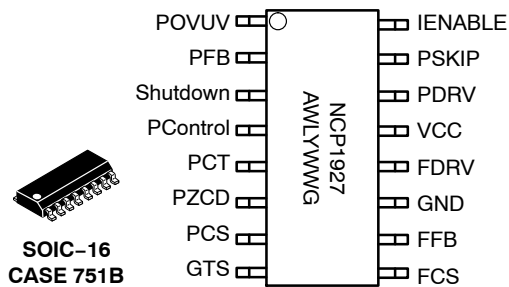 POVUV
PFB
Shutdown
PControl
PCT
PZCD
PCS
GTS
NCP1927
AWLYWWG
IENABLE
PSKIP
PDRV
VCC
FDRV
GND
FFB
FCS
SOIC−16
CASE 751B